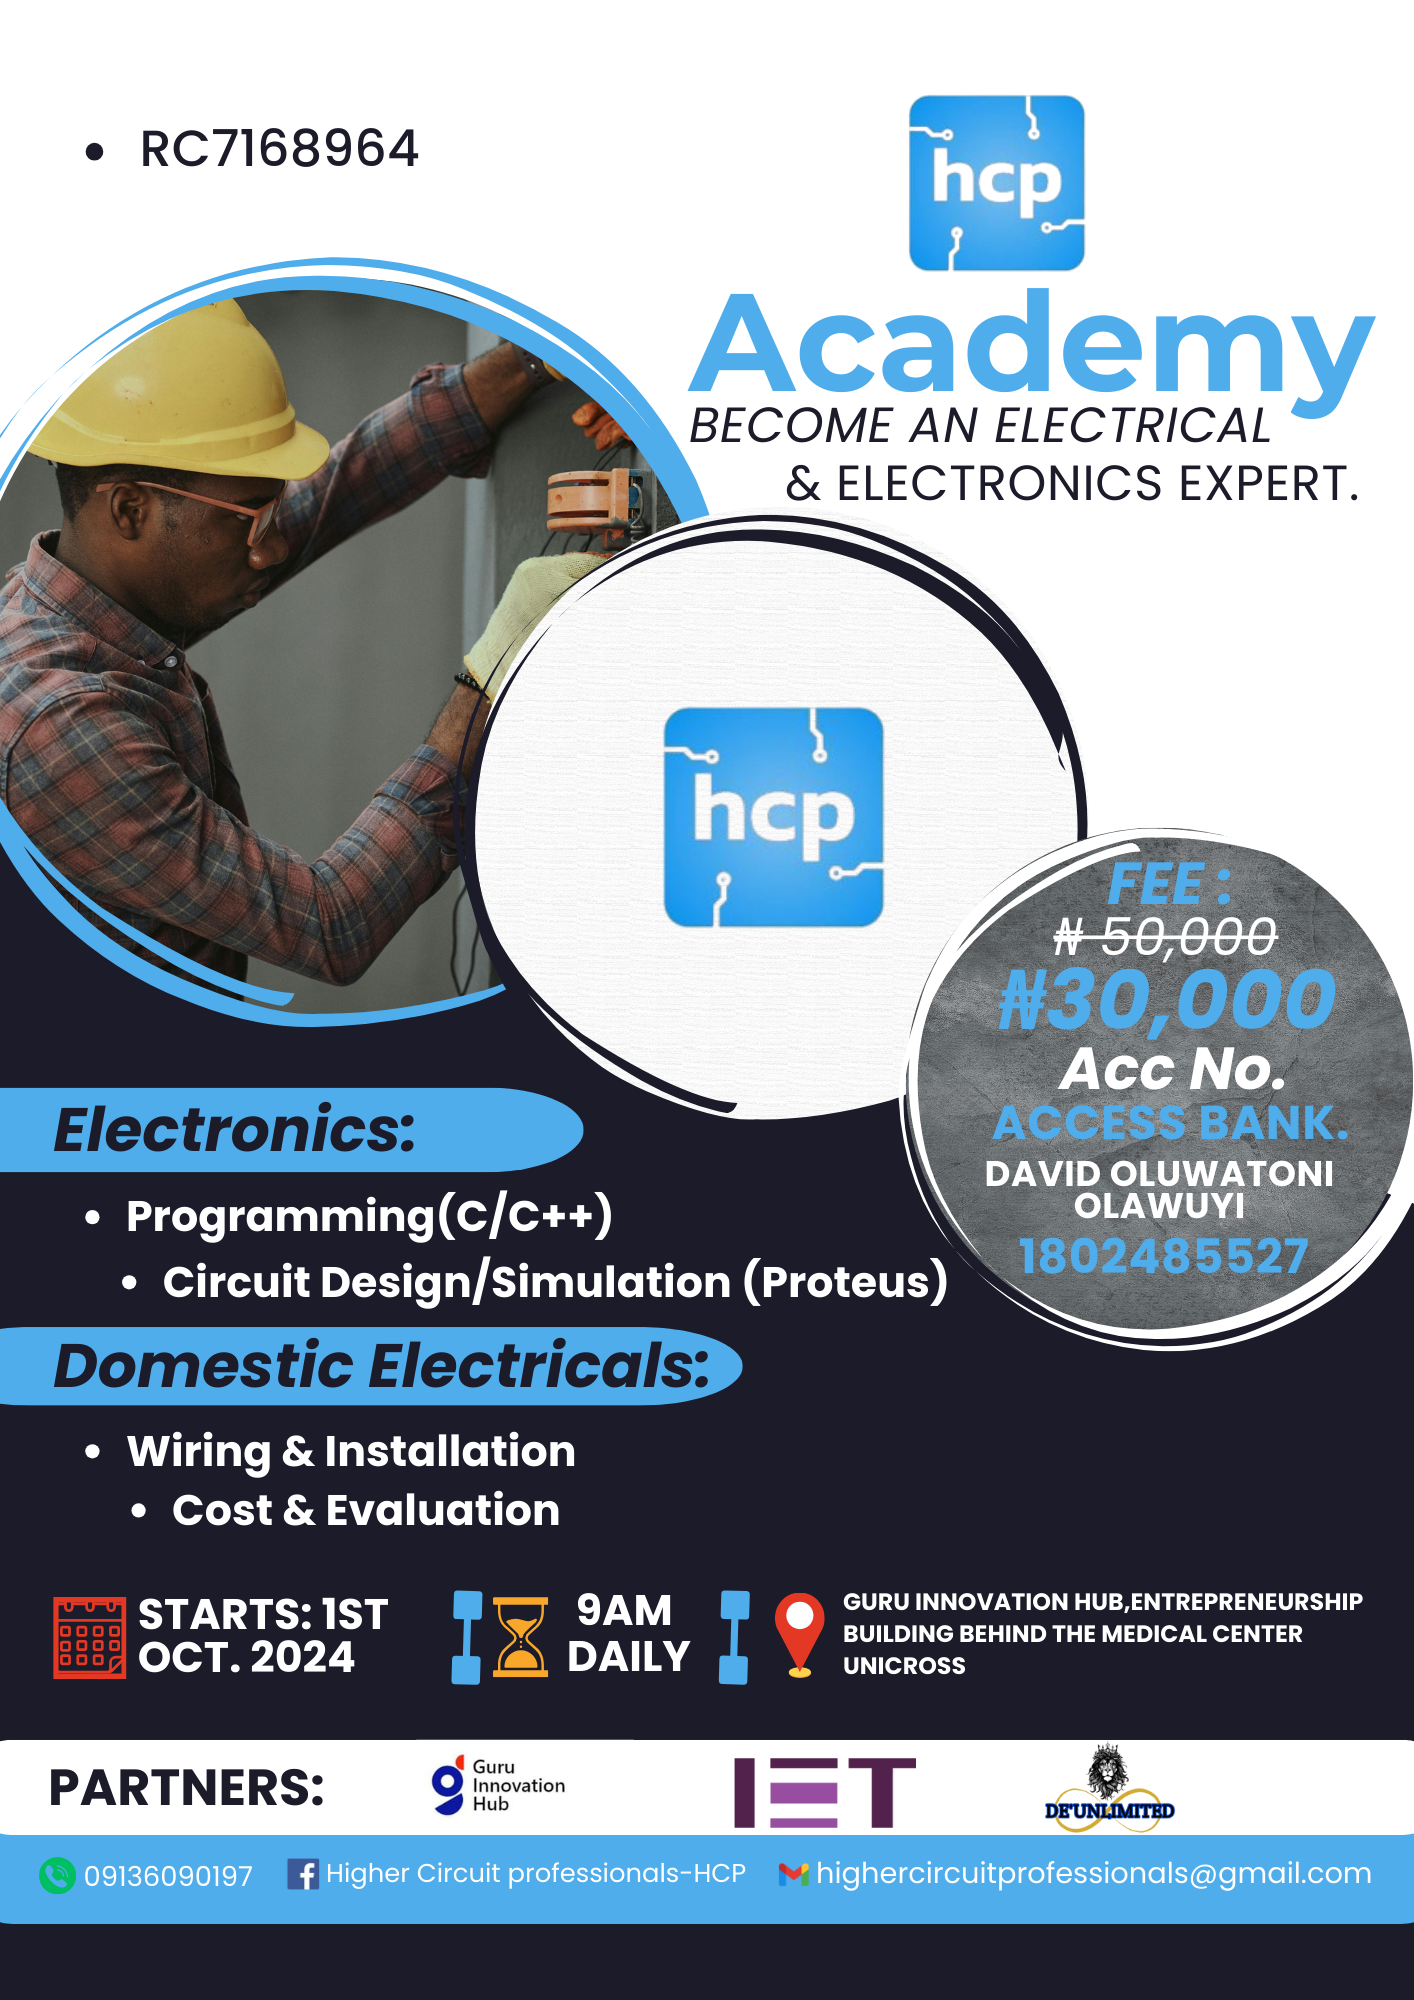 RC7168964
hcp
Academy
BECOME AN ELECTRICAL
& ELECTRONICS EXPERT.
hcp
FEE :
₦ 50,000
₦30,000
Acc No.
ACCESS BANK.
DAVID OLUWATONI
OLAWUYI
1802485527
Electronics:
• Programming(C/C++)
• Circuit Design/Simulation (Proteus)
Domestic Electricals:
• Wiring & Installation
• Cost & Evaluation
STARTS: 1ST
OCT. 2024
9AM
DAILY
GURU INNOVATION HUB,ENTREPRENEURSHIP
BUILDING BEHIND THE MEDICAL CENTER
UNICROSS
PARTNERS:
Guru
Innovation
Hub
IET
DE'UNLIMITED
09136090197
Higher Circuit professionals-HCP
highercircuitprofessionals@gmail.com